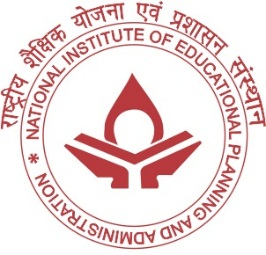 राष्ट्रीय शैक्षिक योजना एवं प्रशासन संस्थान
NATIONAL INSTITUTE OF EDUCATIONAL PLANNING AND ADMINISTRATION *